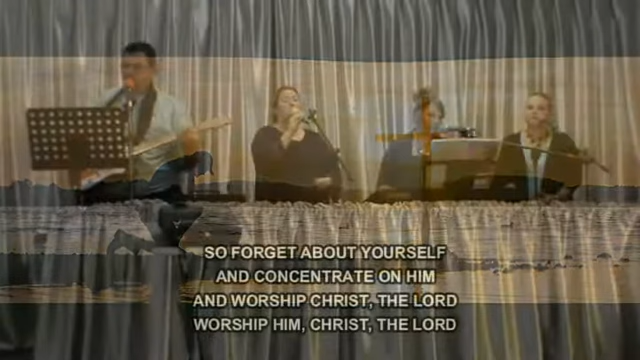 SO FORGET ABOUT YOURSELF
AND CONCENTRATE ON HIM
AND WORSHIP CHRIST, THE LORD
WORSHIP HIM, CHRIST, THE LORD